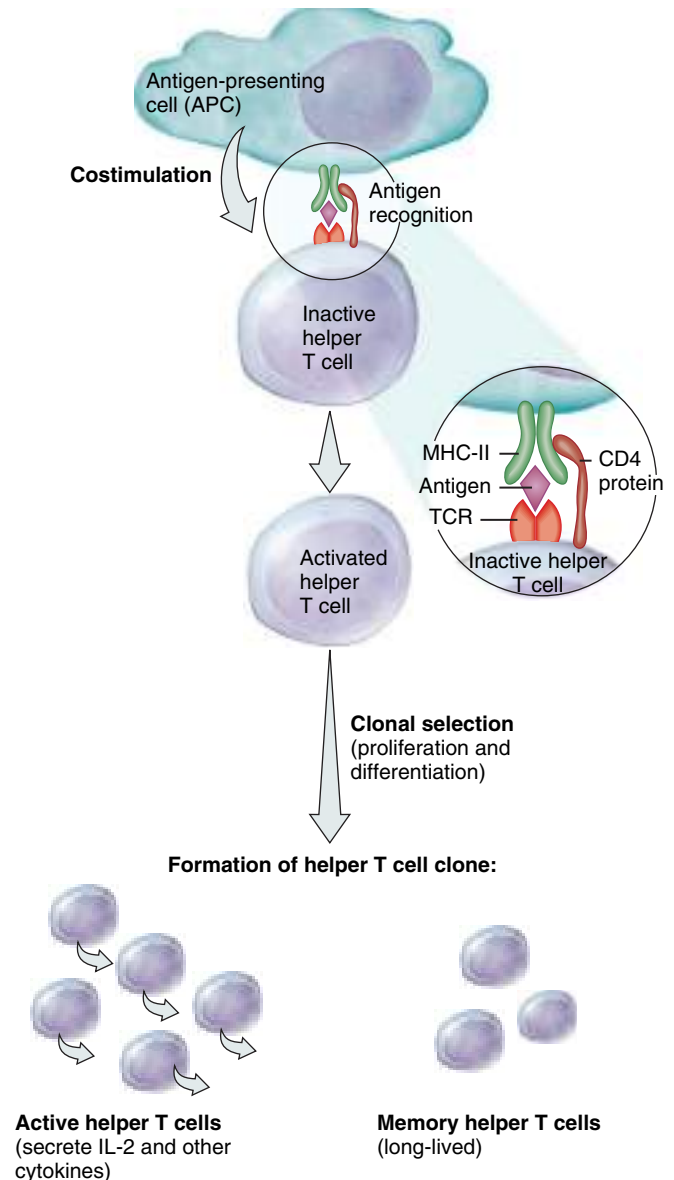 Antigen-presenting
cell (APC)
Costimulation
Antigen
recognition
Inactive
helper
T cell
MHC-II
CD4
protein
Antigen
TCR
Inactive helper
T cell
Activated
helper
T cell
Clonal selection
(proliferation and
differentiation)
Formation of helper T cell clone:
Active helper T cells
(secrete IL-2 and other
cytokines)
Memory helper T cells
(long-lived)